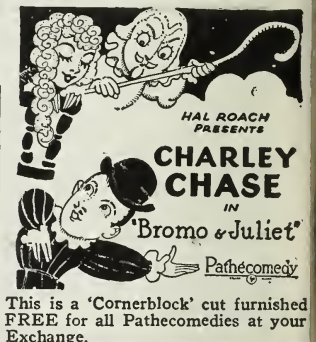 HAL ROACH
PRESENTS
CHARLEY
CHASE
IN
"Bromo & Juliet"
Pathécomedy
This is a 'Cornerblock' cut furnished
FREE for all Pathecomedies at your
Exchange.